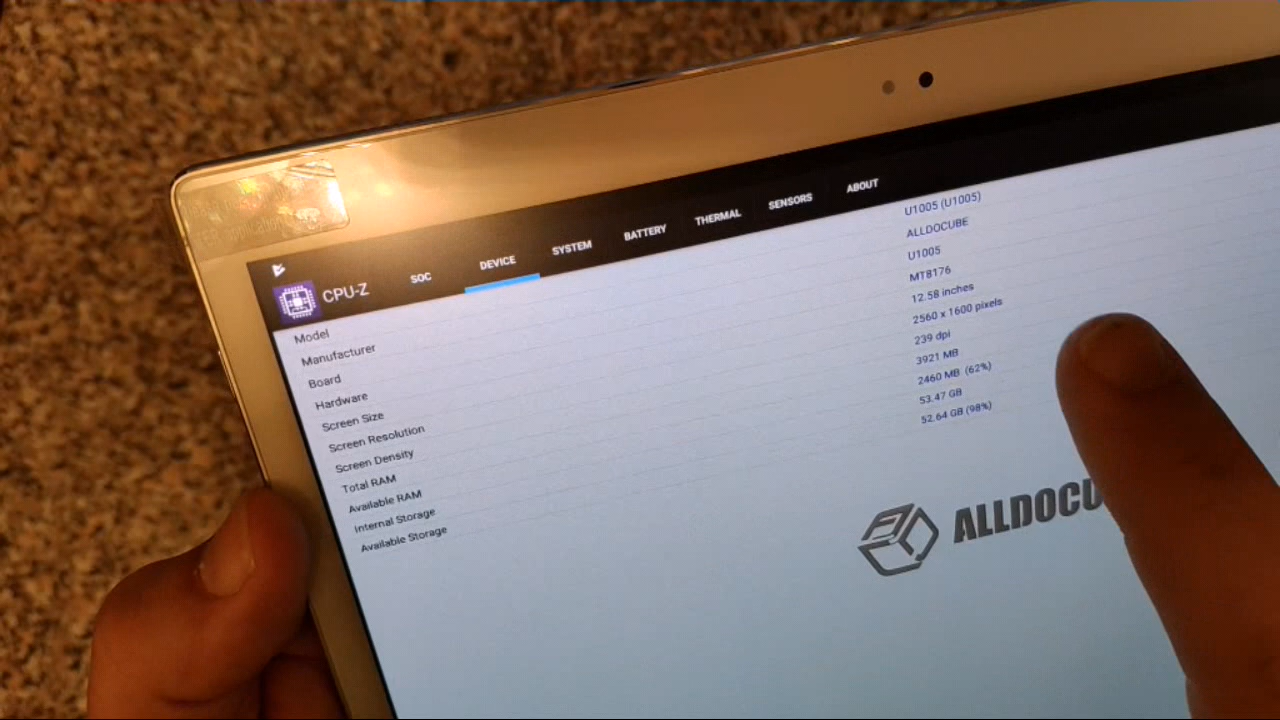 CPU-Z SOC DEVICE SYSTEM BATTERY THERMAL SENSORS ABOUT
Model U1005 (U1005)
Manufacturer ALLDOCUBE
Board U1005
Hardware MT8176
Screen Size 12.58 inches
Screen Resolution 2560 x 1600 pixels
Screen Density 239 dpi
Total RAM 3921 MB
Available RAM 2460 MB (62%)
Internal Storage 53.47 GB
Available Storage 52.64 GB (98%)
ALLDOCU